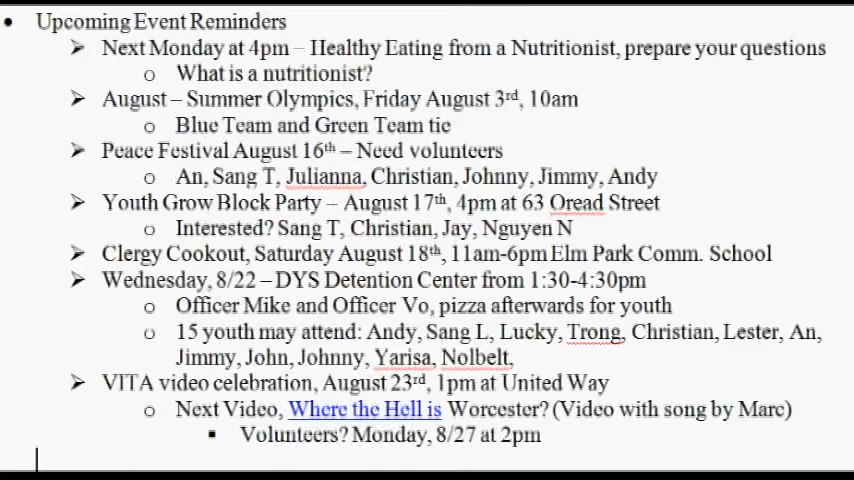 • Upcoming Event Reminders
➤ Next Monday at 4pm – Healthy Eating from a Nutritionist, prepare your questions
o What is a nutritionist?
➤ August – Summer Olympics, Friday August 3rd, 10am
o Blue Team and Green Team tie
➤ Peace Festival August 16th – Need volunteers
o An, Sang T, Julianna, Christian, Johnny, Jimmy, Andy
➤ Youth Grow Block Party – August 17th, 4pm at 63 Oread Street
o Interested? Sang T, Christian, Jay, Nguyen N
➤ Clergy Cookout, Saturday August 18th, 11am-6pm Elm Park Comm. School
➤ Wednesday, 8/22 – DYS Detention Center from 1:30-4:30pm
o Officer Mike and Officer Vo, pizza afterwards for youth
o 15 youth may attend: Andy, Sang L, Lucky, Trong, Christian, Lester, An,
Jimmy, John, Johnny, Yarisa, Nolbelt,
➤ VITA video celebration, August 23rd, 1pm at United Way
o Next Video, Where the Hell is Worcester? (Video with song by Marc)
▪ Volunteers? Monday, 8/27 at 2pm